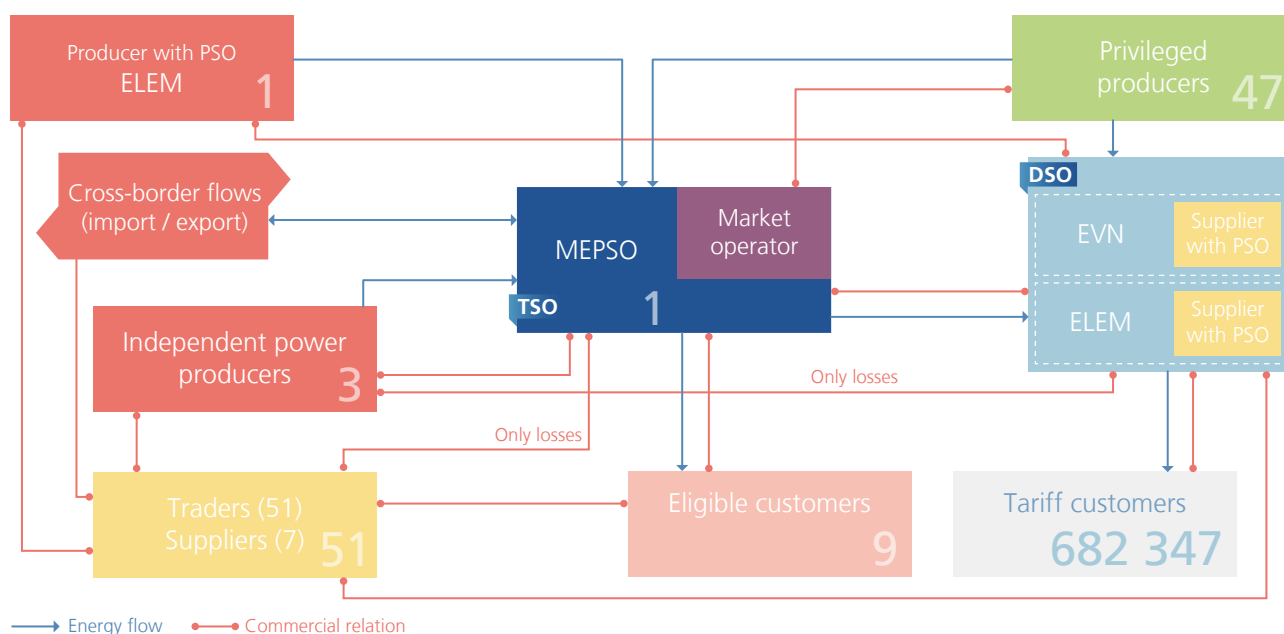 Producer with PSO
ELEM
1
Privileged
producers
47
Cross-border flows
(import / export)
DSO
EVN
Supplier
with PSO
ELEM
Supplier
with PSO
MEPSO
Market
operator
TSO
1
Independent power
producers
3
Only losses
Only losses
Traders (51)
Suppliers (7)
51
Eligible customers
9
Tariff customers
682 347
Energy flow
Commercial relation